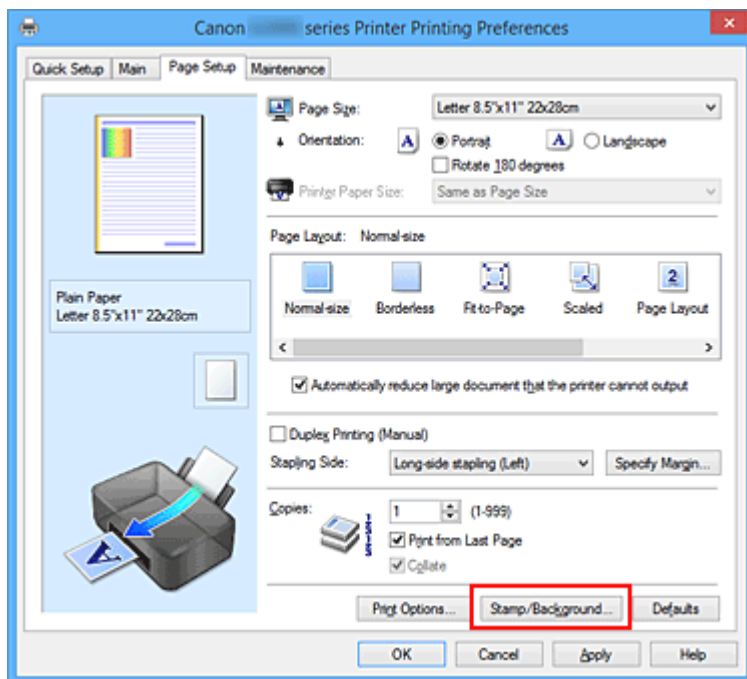 Canon series Printer Printing Preferences
Quick Setup Main Page Setup Maintenance
Page Size: Letter 8.5"x11" 22x28cm
Orientation: A Portrait A Landscape
Rotate 180 degrees
Printer Paper Size: Same as Page Size
Page Layout: Normal-size
2
Normal-size Borderless Fit-to-Page Scaled Page Layout
Plain Paper
Letter 8.5"x11" 22x28cm
Automatically reduce large document that the printer cannot output
Duplex Printing (Manual)
Stapling Side: Long-side stapling (Left) Specify Margin...
Copies: 1 (1-999)
Print from Last Page
Collate
A
Print Options... Stamp/Background... Defaults
OK Cancel Apply Help